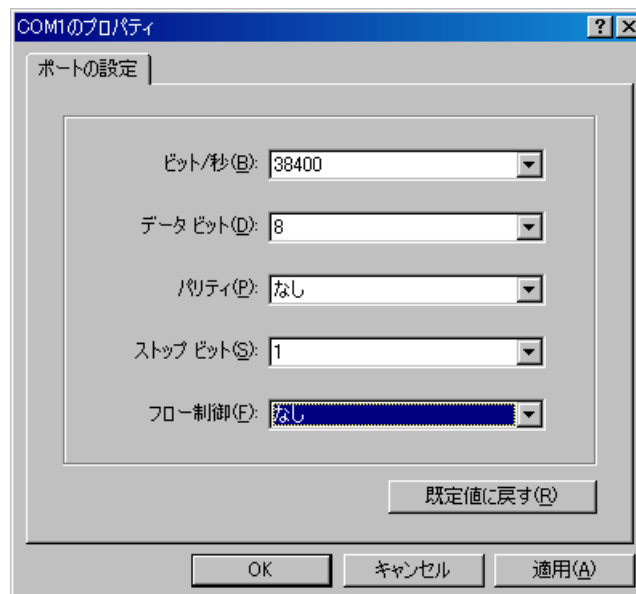 COM1のプロパティ
ポートの設定
ビット/秒(B): 38400
データ ビット(D): 8
パリティ(P): なし
ストップ ビット(S): 1
フロー制御(F): なし
既定値に戻す(R)
OK キャンセル 適用(A)